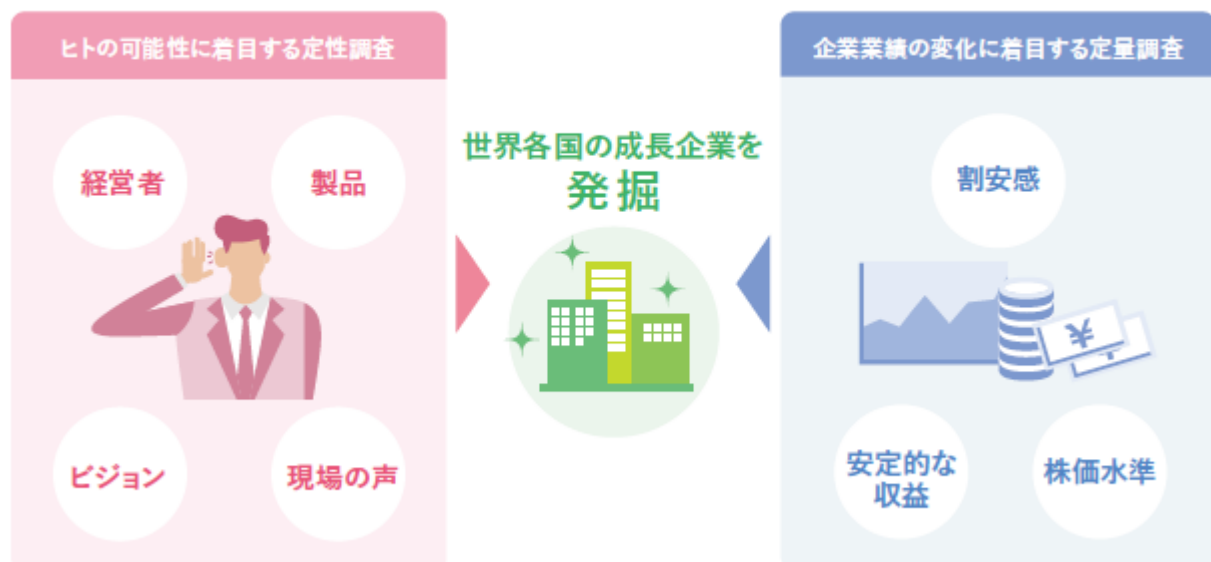 ヒトの可能性に着目する定性調査
経営者
製品
ビジョン
現場の声
世界各国の成長企業を
発掘
企業業績の変化に着目する定量調査
割安感
¥
安定的な
収益
株価水準